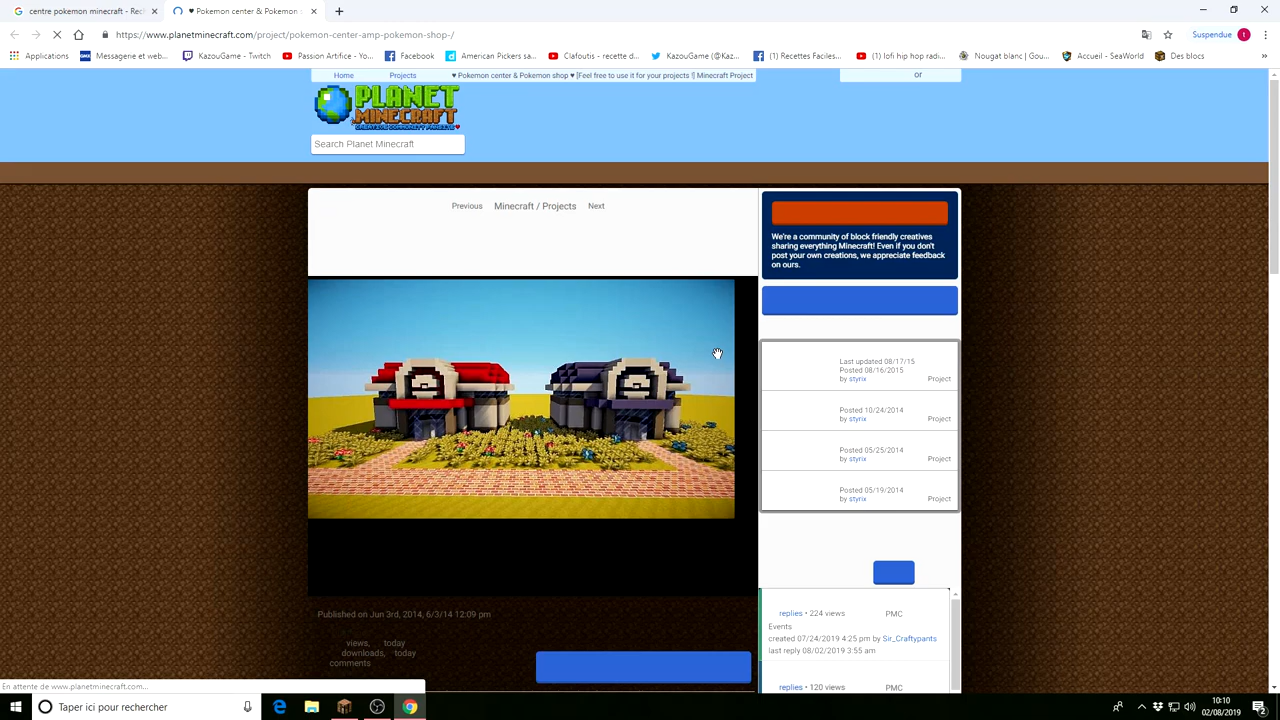 centre pokemon minecraft - Rech
♥ Pokemon center & Pokemon s
https://www.planetminecraft.com/project/pokemon-center-amp-pokemon-shop-/
Suspendue
t
Applications
Messagerie et web...
KazouGame - Twitch
Passion Artifice - Yo...
Facebook
American Pickers sa...
Clafoutis - recette d...
KazouGame (@Kaz...
(1) Recettes Faciles...
(1) lofi hip hop radi...
Nougat blanc | Gou...
Accueil - SeaWorld
Des blocs
»
Home
Projects
♥ Pokemon center & Pokemon shop ♥ [Feel free to use it for your projects !] Minecraft Project
or
PLANET
MINECRAFT
CREATIVE COMMUNITY FANSITE
Search Planet Minecraft
Previous
Minecraft / Projects
Next
We're a community of block friendly creatives
sharing everything Minecraft! Even if you don't
post your own creations, we appreciate feedback
on ours.
Last updated 08/17/15
Posted 08/16/2015
by styrix
Project
Posted 10/24/2014
by styrix
Project
Posted 05/25/2014
by styrix
Project
Posted 05/19/2014
by styrix
Project
Published on Jun 3rd, 2014, 6/3/14 12:09 pm
views, today
downloads, today
comments
replies • 224 views
PMC
Events
created 07/24/2019 4:25 pm by Sir_Craftypants
last reply 08/02/2019 3:55 am
replies • 120 views
PMC
En attente de www.planetminecraft.com...
Taper ici pour rechercher
10:10
02/08/2019
2